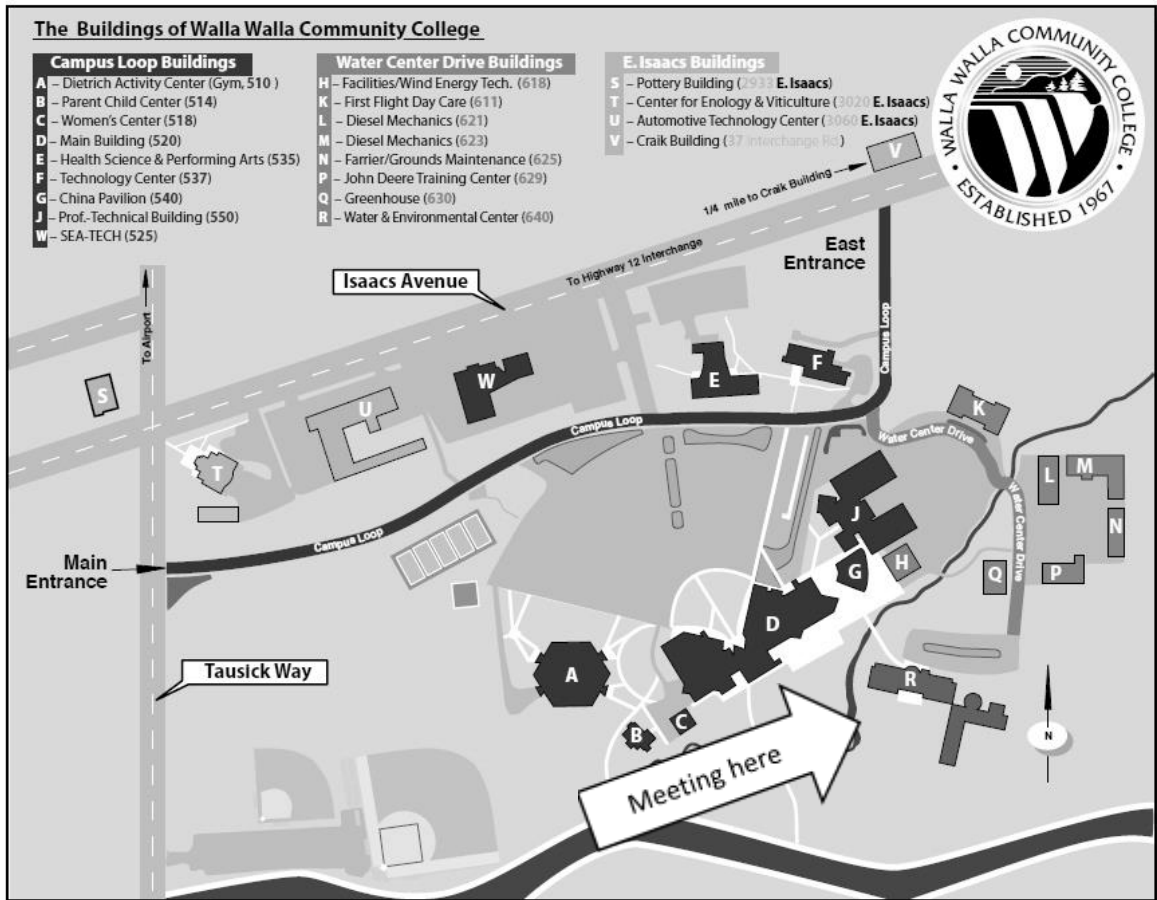 The Buildings of Walla Walla Community College
Campus Loop Buildings
A – Dietrich Activity Center (Gym, 510 )
B – Parent Child Center (514)
C – Women's Center (518)
D – Main Building (520)
E – Health Science & Performing Arts (535)
F – Technology Center (537)
G – China Pavilion (540)
J – Prof.-Technical Building (550)
W – SEA-TECH (525)
Water Center Drive Buildings
H – Facilities/Wind Energy Tech. (618)
K – First Flight Day Care (611)
L – Diesel Mechanics (621)
M – Diesel Mechanics (623)
N – Farrier/Grounds Maintenance (625)
P – John Deere Training Center (629)
Q – Greenhouse (630)
R – Water & Environmental Center (640)
E. Isaacs Buildings
S – Pottery Building (2933 E. Isaacs)
T – Center for Enology & Viticulture (3020 E. Isaacs)
U – Automotive Technology Center (3060 E. Isaacs)
V – Craik Building (37 Interchange Rd)
WALLA WALLA COMMUNITY COLLEGE
• ESTABLISHED 1967 •
V
1/4 mile to Craik Building
To Highway 12 Interchange
East
Entrance
Isaacs Avenue
To Airport
Campus Loop
S
U
W
E
F
K
T
Campus Loop
Water Center Drive
L
M
N
J
Campus Loop
Water Center Drive
Main
Entrance
G
H
Q
P
D
A
R
Tausick Way
B
C
Meeting here
N